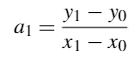 a₁ = (y₁ − y₀) / (x₁ − x₀)